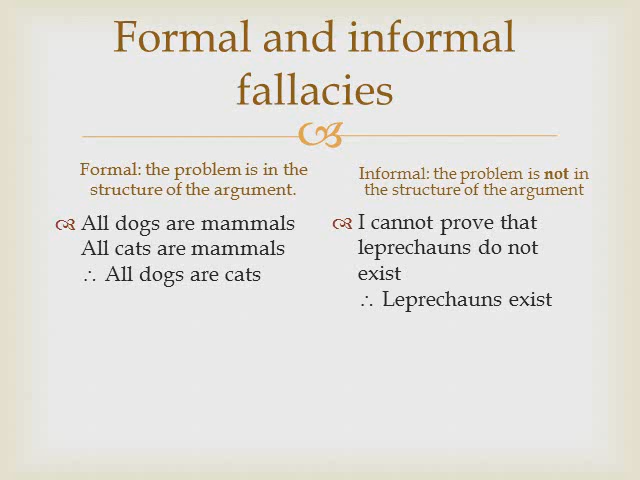 Formal and informal
fallacies
Formal: the problem is in the
structure of the argument.
All dogs are mammals
All cats are mammals
∴ All dogs are cats
Informal: the problem is not in
the structure of the argument
I cannot prove that
leprechauns do not
exist
∴ Leprechauns exist